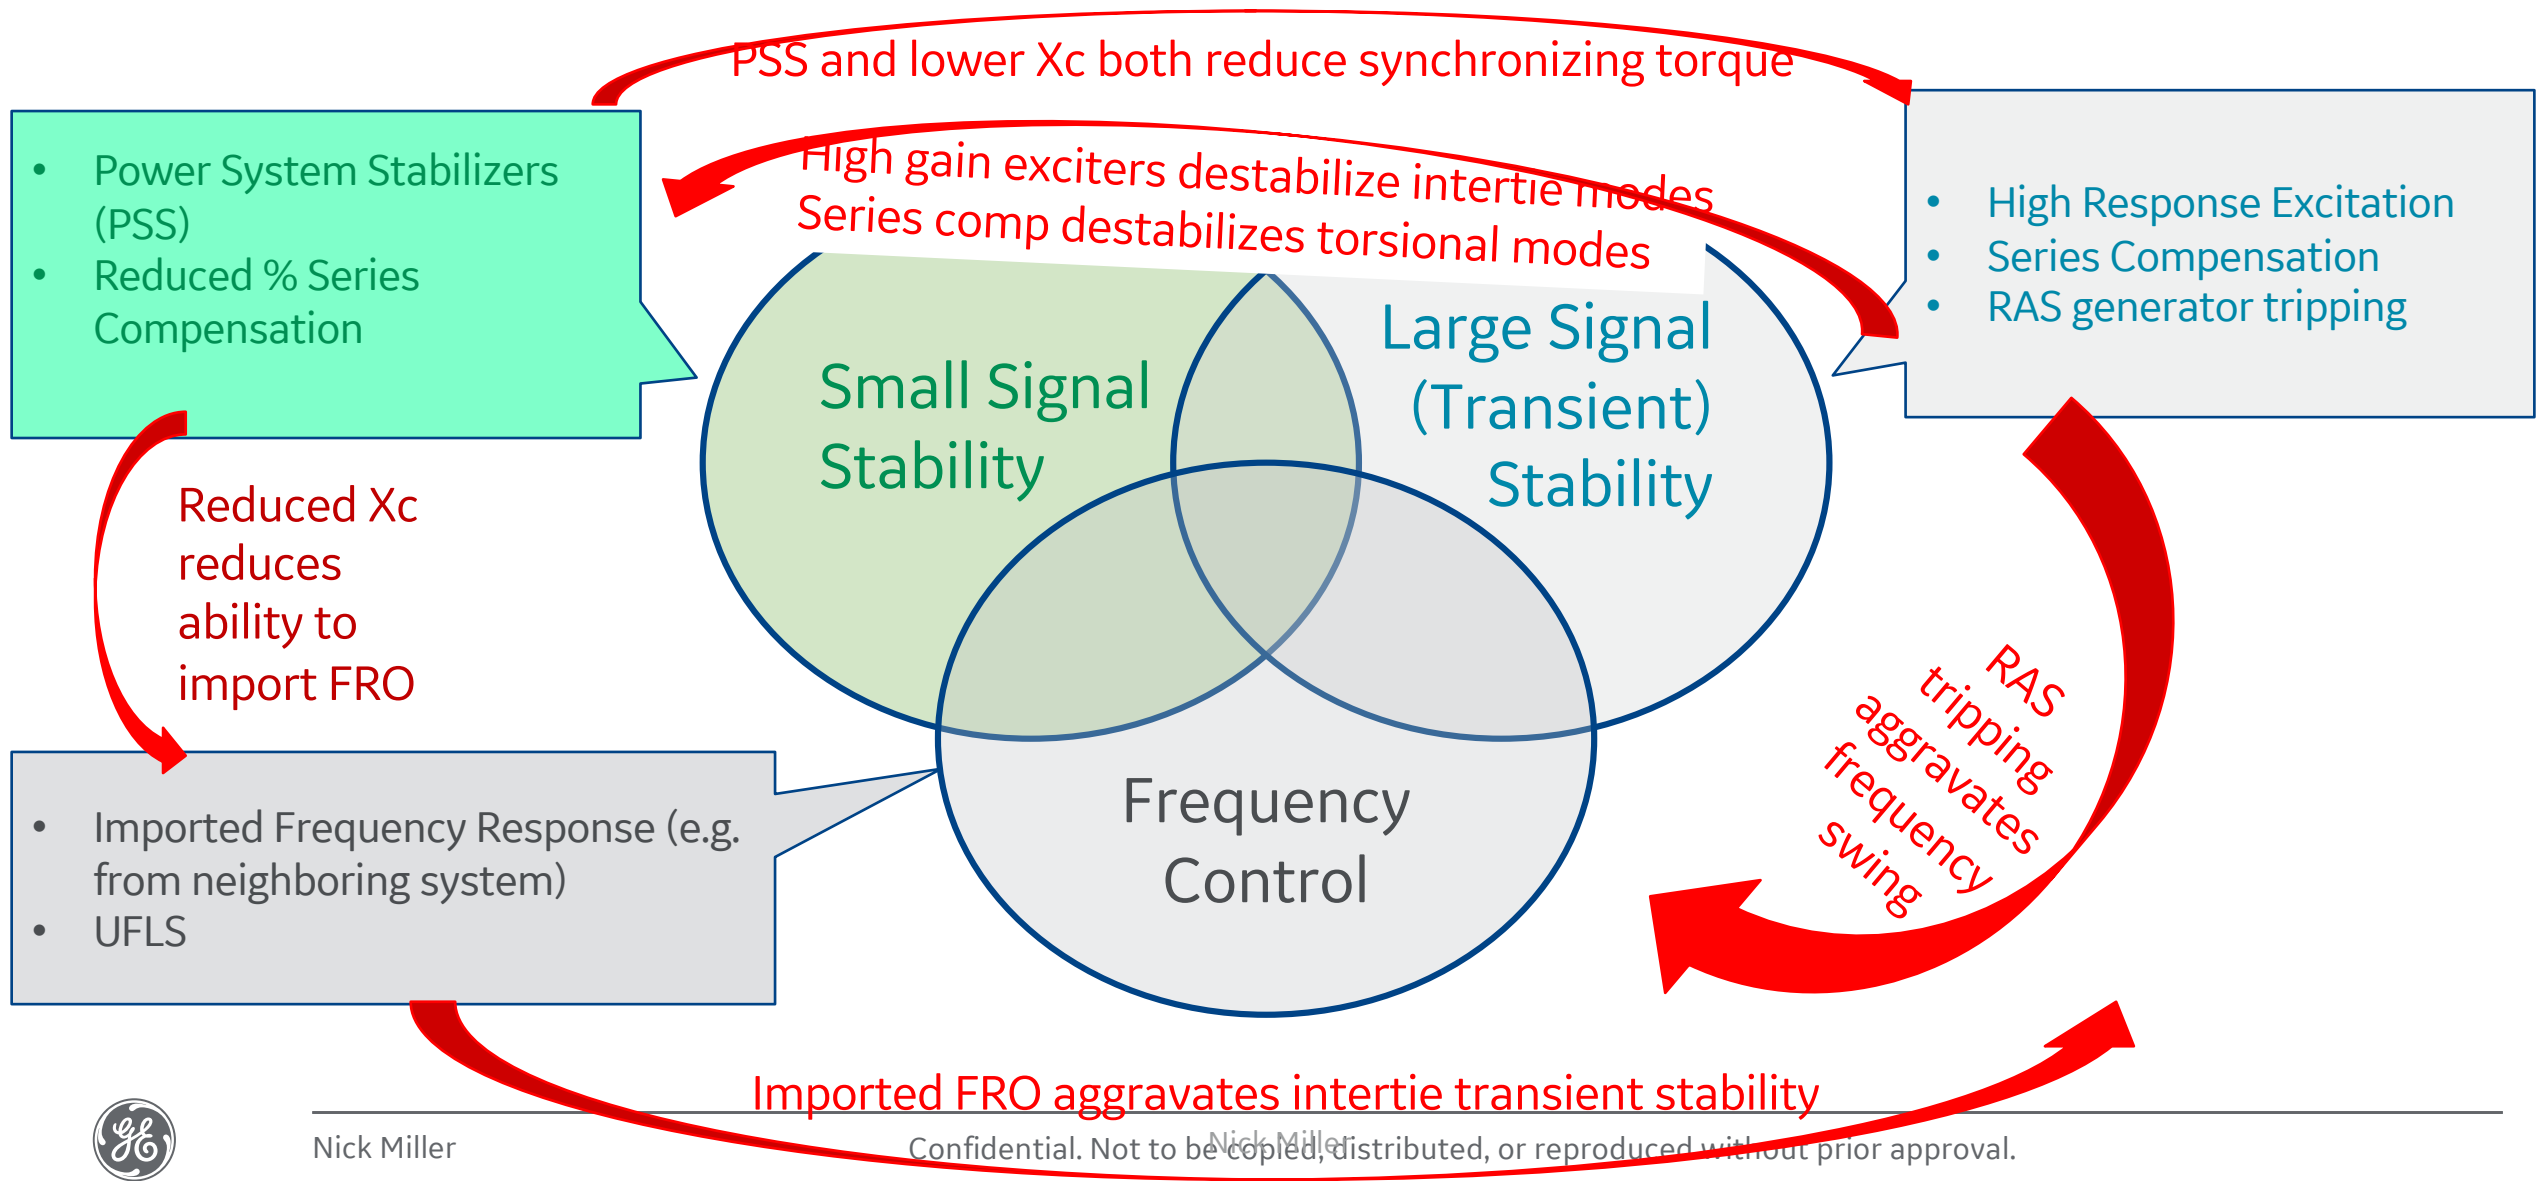 PSS and lower Xc both reduce synchronizing torque
High gain exciters destabilize intertie modes
Series comp destabilizes torsional modes
• Power System Stabilizers
(PSS)
• Reduced % Series
Compensation
• High Response Excitation
• Series Compensation
• RAS generator tripping
Small Signal
Stability
Large Signal
(Transient)
Stability
Reduced Xc
reduces
ability to
import FRO
RAS
tripping
aggravates
frequency
swing
• Imported Frequency Response (e.g.
from neighboring system)
• UFLS
Frequency
Control
Imported FRO aggravates intertie transient stability
GE
Nick Miller
Confidential. Not to be copied, distributed, or reproduced without prior approval.
Nick Miller